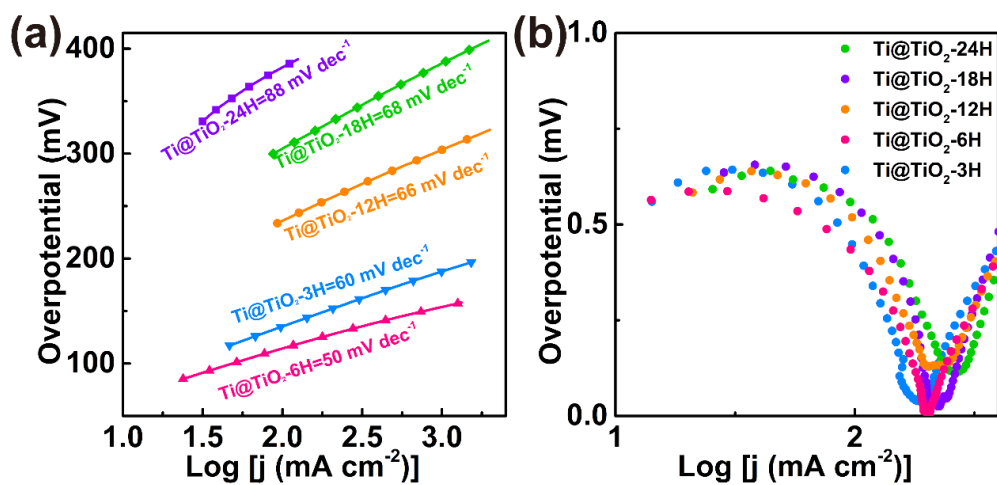 (a)
Overpotential (mV)
400
300
200
100
Ti@TiO₂-24H=88 mV dec⁻¹
Ti@TiO₂-18H=68 mV dec⁻¹
Ti@TiO₂-12H=66 mV dec⁻¹
Ti@TiO₂-3H=60 mV dec⁻¹
Ti@TiO₂-6H=50 mV dec⁻¹
1.0 1.5 2.0 2.5 3.0
Log [j (mA cm⁻²)]
(b)
Overpotential (mV)
1.0
0.5
0.0
Ti@TiO₂-24H
Ti@TiO₂-18H
Ti@TiO₂-12H
Ti@TiO₂-6H
Ti@TiO₂-3H
1 2
Log [j (mA cm⁻²)]